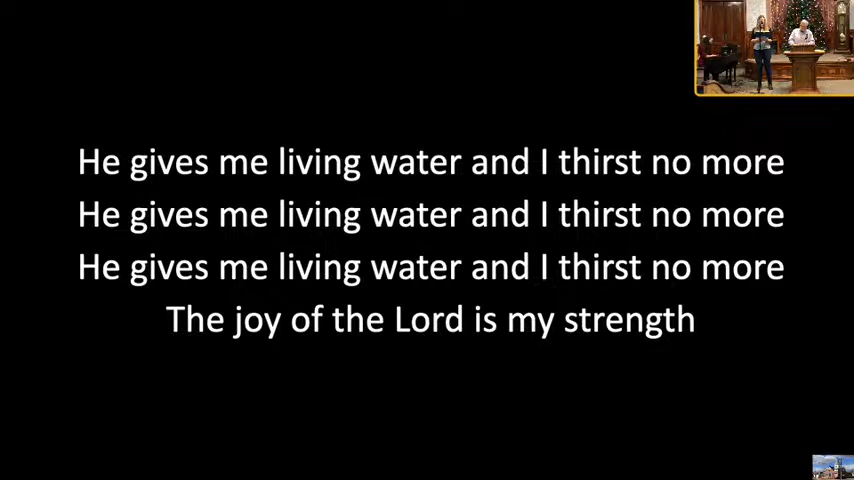 He gives me living water and I thirst no more
He gives me living water and I thirst no more
He gives me living water and I thirst no more
The joy of the Lord is my strength